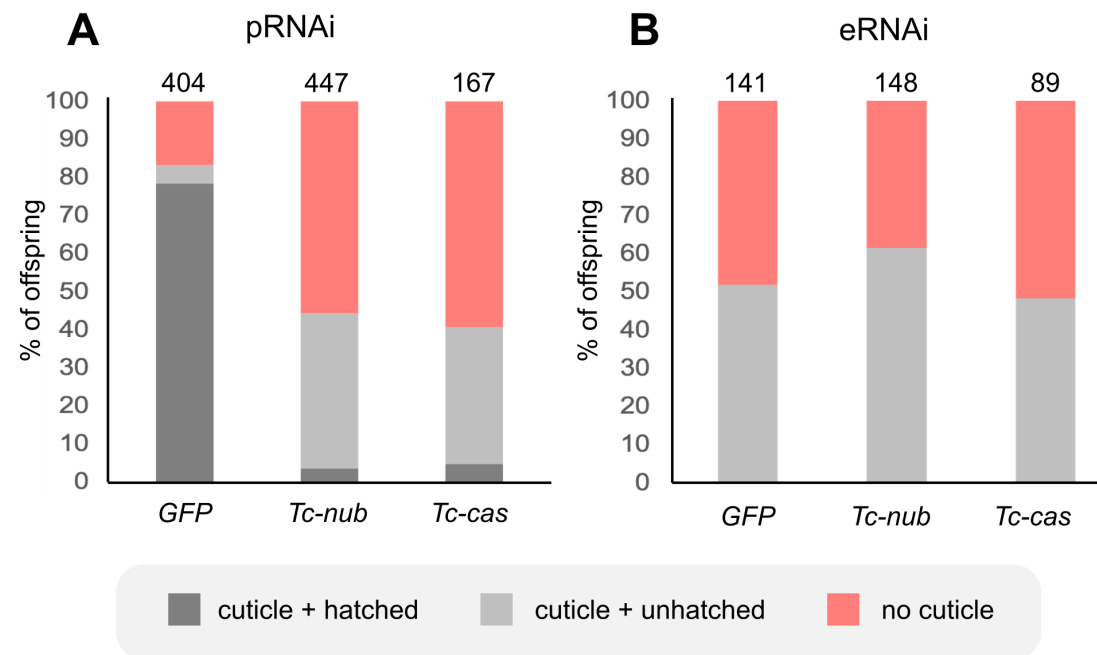 A
pRNAi
404 447 167
% of offspring
100
90
80
70
60
50
40
30
20
10
0
GFP Tc-nub Tc-cas
B
eRNAi
141 148 89
% of offspring
100
90
80
70
60
50
40
30
20
10
0
GFP Tc-nub Tc-cas
cuticle + hatched cuticle + unhatched no cuticle